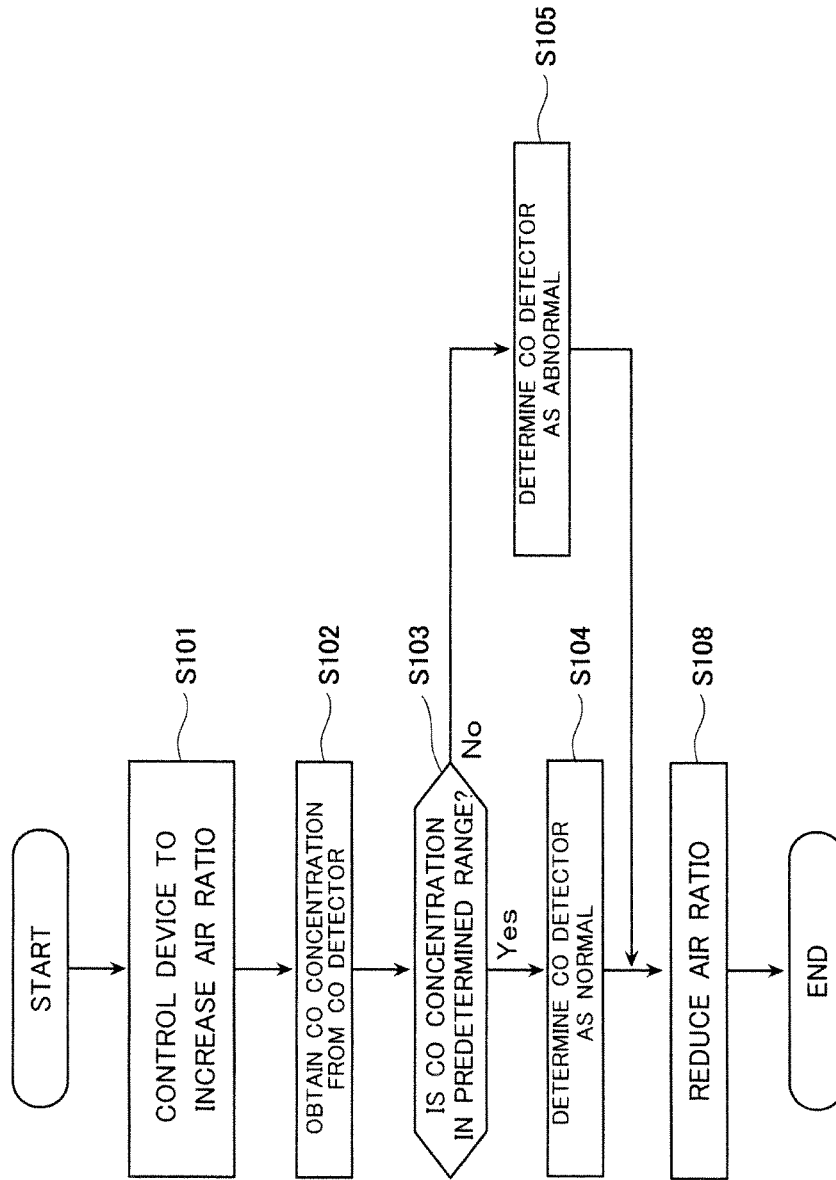 START
CONTROL DEVICE TO
INCREASE AIR RATIO
S101
OBTAIN CO CONCENTRATION
FROM CO DETECTOR
S102
IS CO CONCENTRATION
IN PREDETERMINED RANGE?
S103
No
Yes
DETERMINE CO DETECTOR
AS NORMAL
S104
DETERMINE CO DETECTOR
AS ABNORMAL
S105
REDUCE AIR RATIO
S108
END